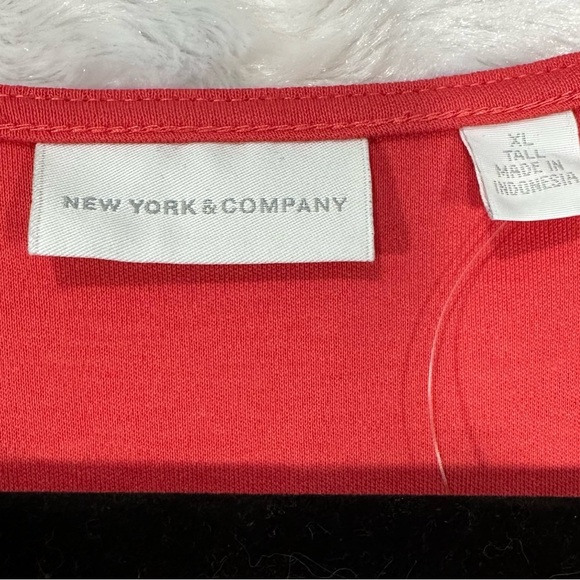 NEW YORK & COMPANY
XL
TALL
MADE IN
INDONESIA